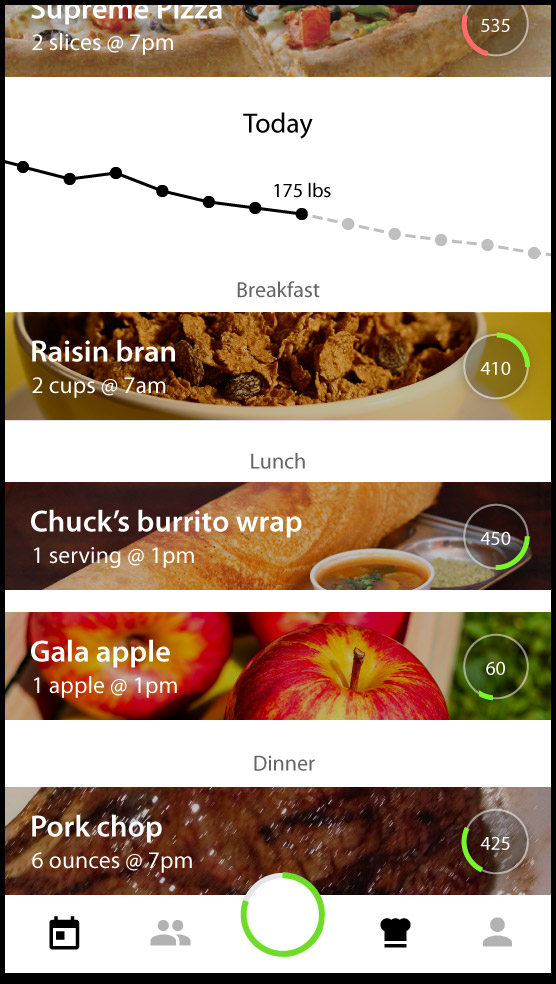 Supreme Pizza
2 slices @ 7pm
535
Today
175 lbs
Breakfast
Raisin bran
2 cups @ 7am
410
Lunch
Chuck’s burrito wrap
1 serving @ 1pm
450
Gala apple
1 apple @ 1pm
60
Dinner
Pork chop
6 ounces @ 7pm
425